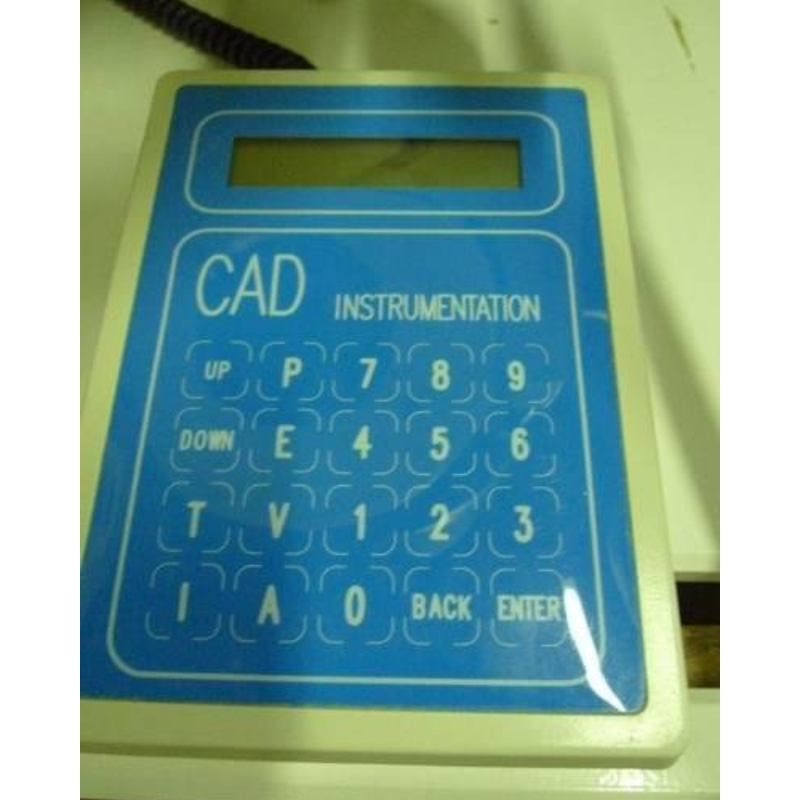 CAD INSTRUMENTATION
UP P 7 8 9
DOWN E 4 5 6
T V 1 2 3
I A 0 BACK ENTER